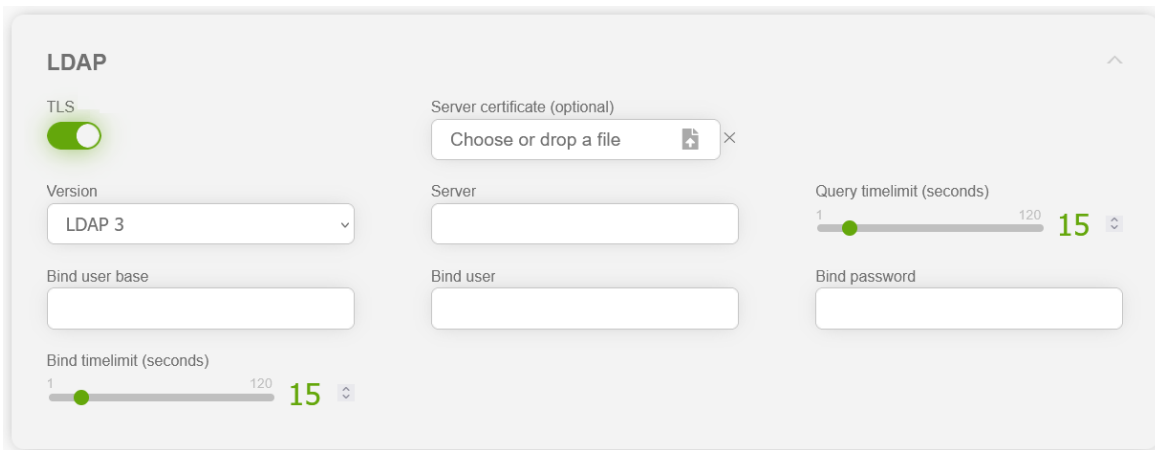 LDAP
TLS
Server certificate (optional)
Choose or drop a file
Version
Server
Query timelimit (seconds)
LDAP 3
1
120
15
Bind user base
Bind user
Bind password
Bind timelimit (seconds)
1
120
15